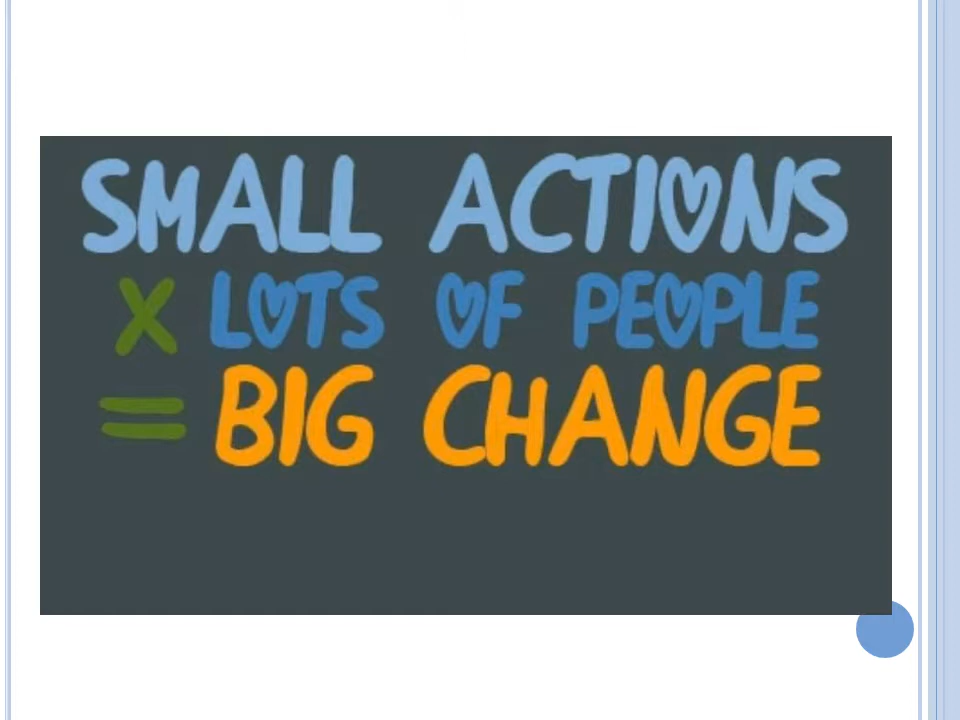 SMALL ACTIONS
X LOTS OF PEOPLE
= BIG CHANGE